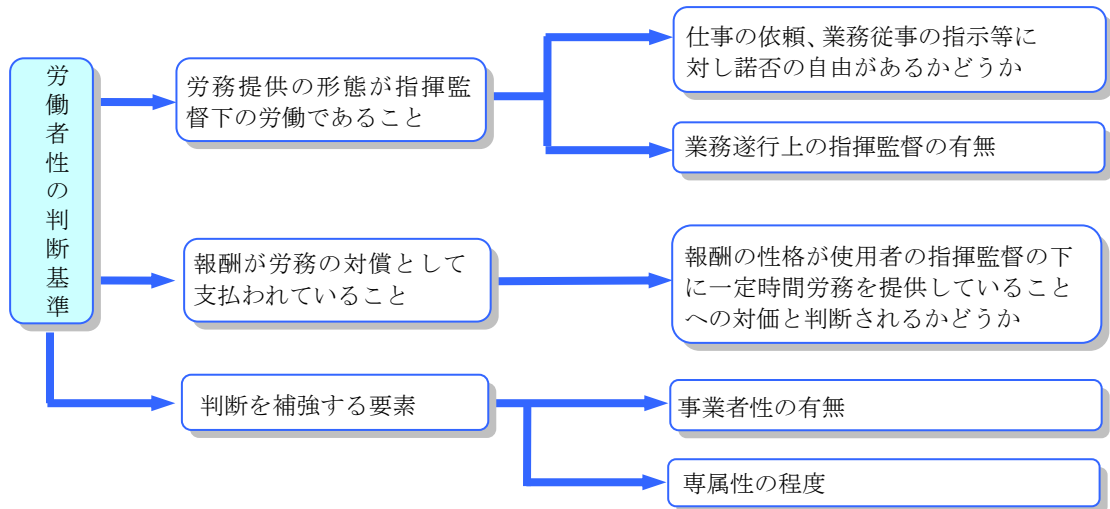 労働者性の判断基準
労務提供の形態が指揮監
督下の労働であること
仕事の依頼、業務従事の指示等に
対し諾否の自由があるかどうか
業務遂行上の指揮監督の有無
報酬が労務の対償として
支払われていること
報酬の性格が使用者の指揮監督の下
に一定時間労務を提供していること
への対価と判断されるかどうか
判断を補強する要素
事業者性の有無
専属性の程度